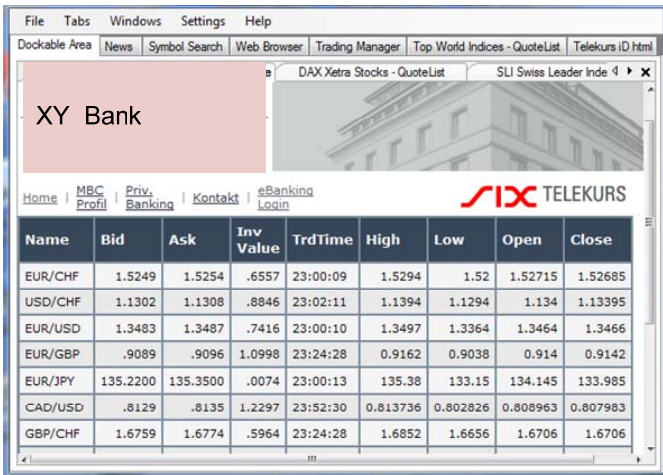 File Tabs Windows Settings Help
Dockable Area News Symbol Search Web Browser Trading Manager Top World Indices - QuoteList Telekurs iD html
e DAX Xetra Stocks - QuoteList SLI Swiss Leader Inde
XY Bank
Home | MBC Profil | Priv. Banking | Kontakt | eBanking Login
SIX TELEKURS
Name Bid Ask Inv Value TrdTime High Low Open Close
EUR/CHF 1.5249 1.5254 .6557 23:00:09 1.5294 1.52 1.52715 1.52685
USD/CHF 1.1302 1.1308 .8846 23:02:11 1.1394 1.1294 1.134 1.13395
EUR/USD 1.3483 1.3487 .7416 23:00:10 1.3497 1.3364 1.3464 1.3466
EUR/GBP .9089 .9096 1.0998 23:24:28 0.9162 0.9038 0.914 0.9142
EUR/JPY 135.2200 135.3500 .0074 23:00:13 135.38 133.15 134.145 133.985
CAD/USD .8129 .8135 1.2297 23:52:30 0.813736 0.802826 0.808963 0.807983
GBP/CHF 1.6759 1.6774 .5964 23:24:28 1.6852 1.6656 1.6706 1.6706